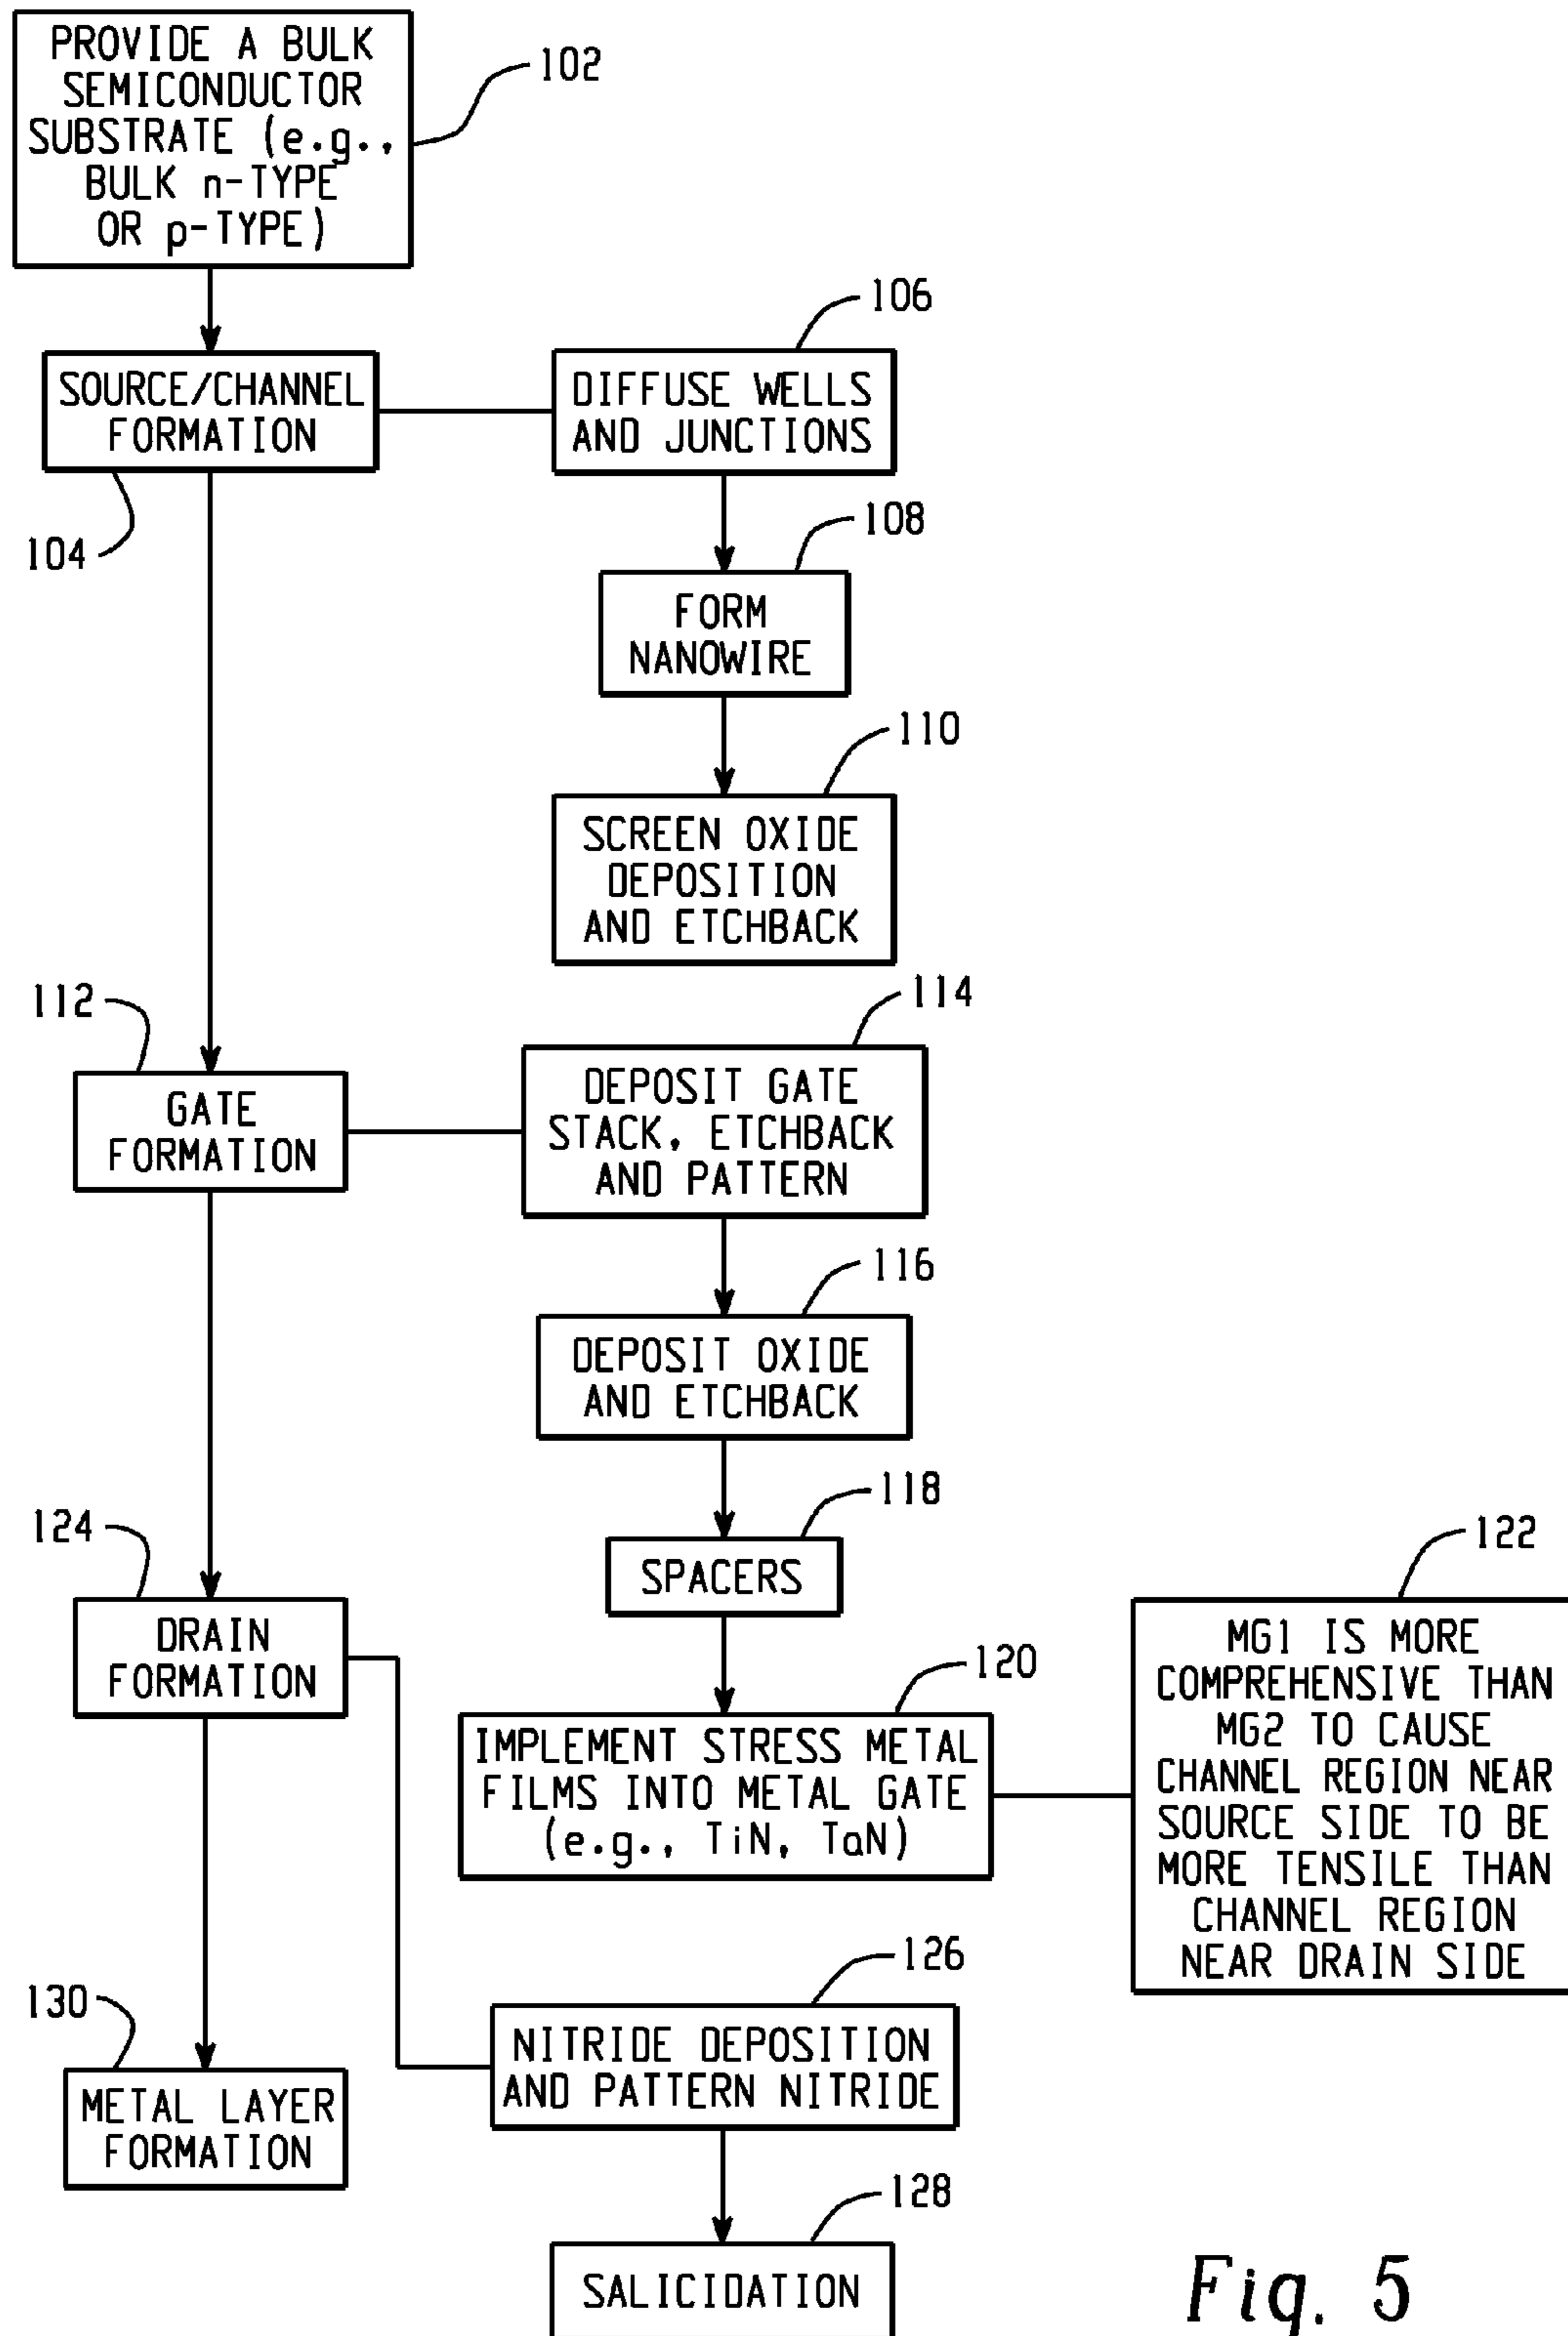 PROVIDE A BULK
SEMICONDUCTOR
SUBSTRATE (e.g.,
BULK n-TYPE
OR p-TYPE)
102
SOURCE/CHANNEL
FORMATION
104
DIFFUSE WELLS
AND JUNCTIONS
106
FORM
NANOWIRE
108
SCREEN OXIDE
DEPOSITION
AND ETCHBACK
110
GATE
FORMATION
112
DEPOSIT GATE
STACK, ETCHBACK
AND PATTERN
114
DEPOSIT OXIDE
AND ETCHBACK
116
SPACERS
118
IMPLEMENT STRESS METAL
FILMS INTO METAL GATE
(e.g., TiN, TaN)
120
MG1 IS MORE
COMPREHENSIVE THAN
MG2 TO CAUSE
CHANNEL REGION NEAR
SOURCE SIDE TO BE
MORE TENSILE THAN
CHANNEL REGION
NEAR DRAIN SIDE
122
DRAIN
FORMATION
124
NITRIDE DEPOSITION
AND PATTERN NITRIDE
126
SALICIDATION
128
METAL LAYER
FORMATION
130
Fig. 5